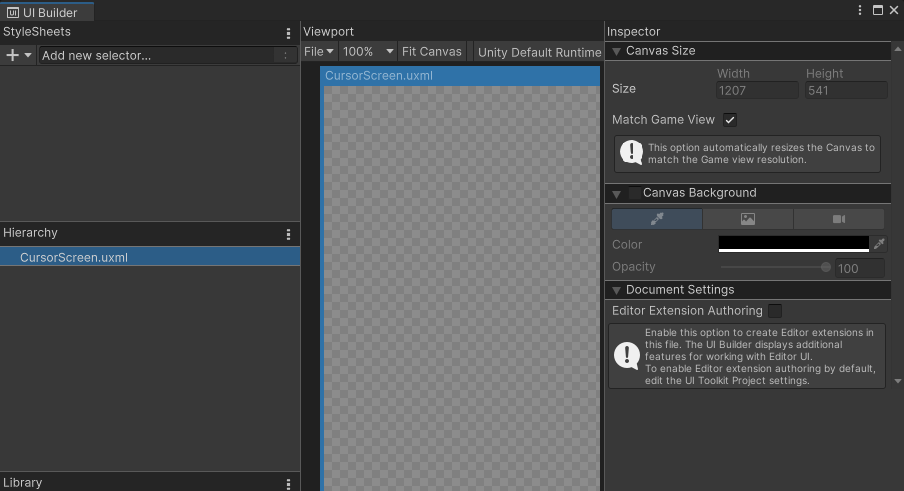 UI Builder
StyleSheets
Add new selector...
Hierarchy
CursorScreen.uxml
Library
Viewport
File 100% Fit Canvas Unity Default Runtime
CursorScreen.uxml
Inspector
Canvas Size
Width Height
Size 1207 541
Match Game View
This option automatically resizes the Canvas to
match the Game view resolution.
Canvas Background
Color
Opacity 100
Document Settings
Editor Extension Authoring
Enable this option to create Editor extensions in
this file. The UI Builder displays additional
features for working with Editor UI.
To enable Editor extension authoring by default,
edit the UI Toolkit Project settings.